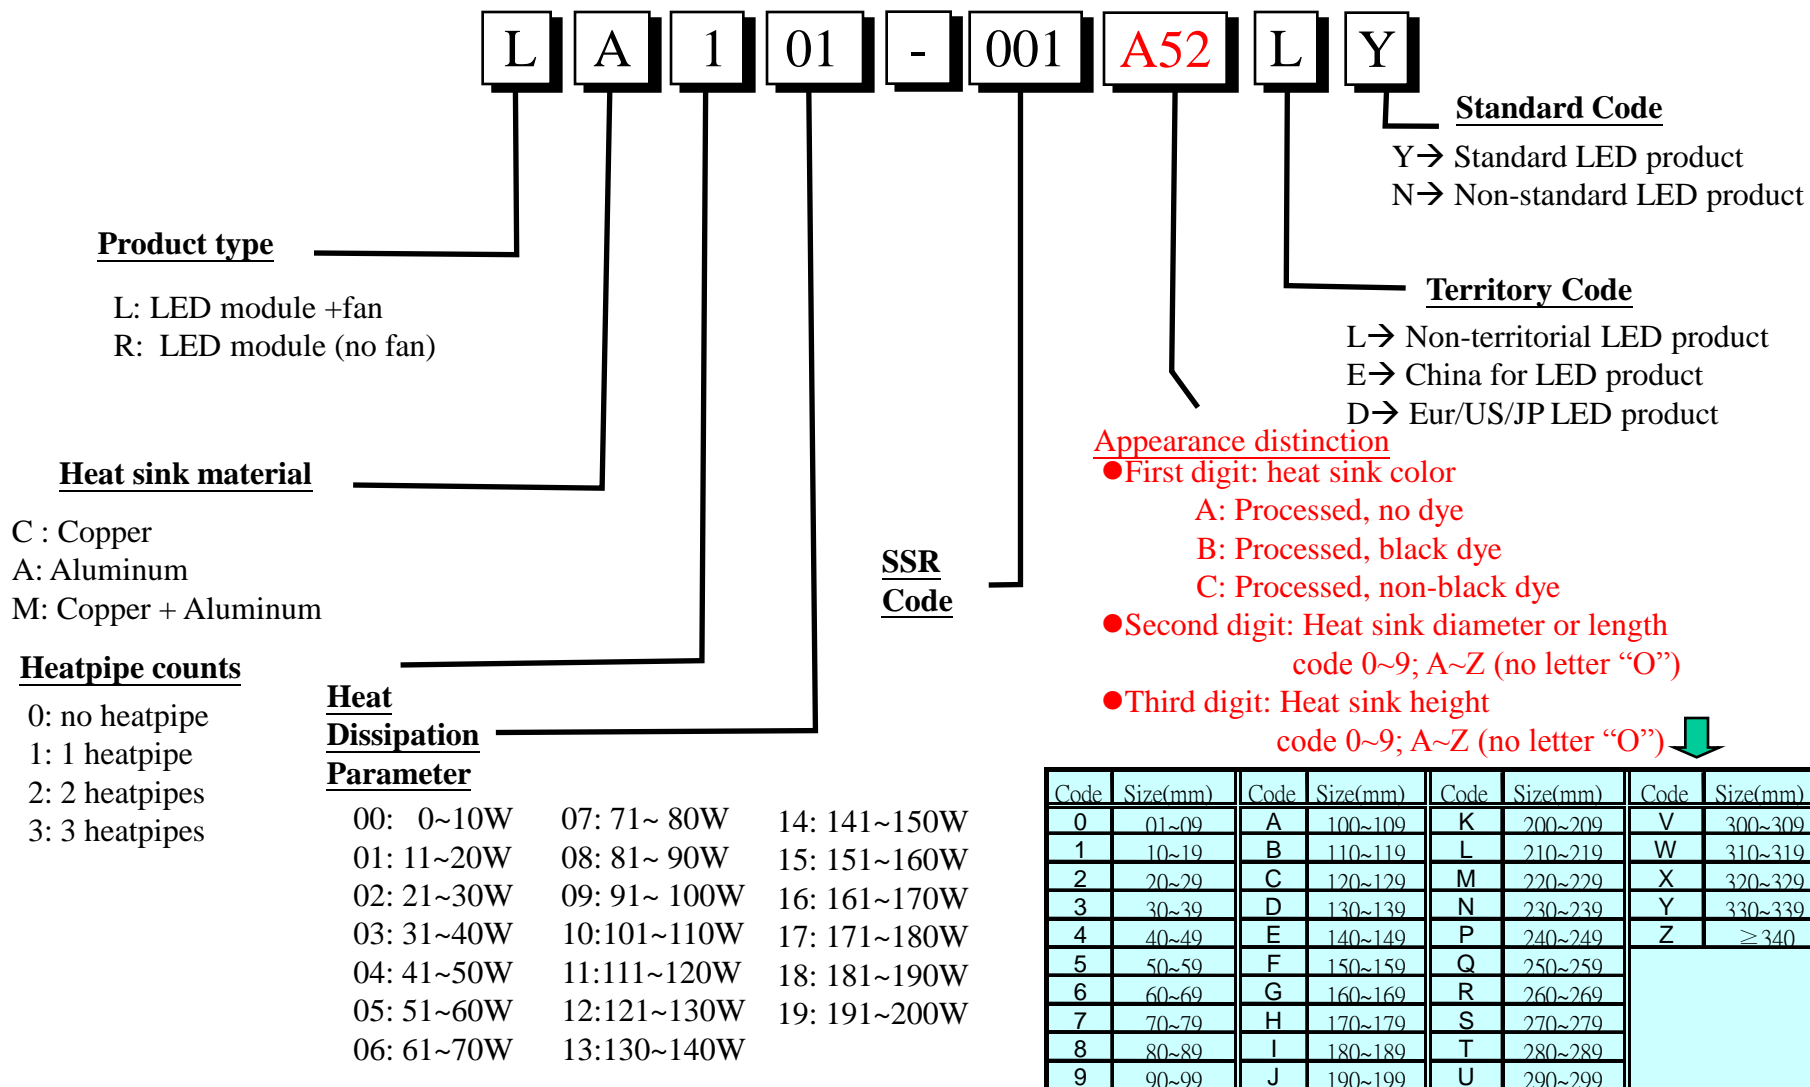 L A 1 01 - 001 A52 L Y
Standard Code
Y→ Standard LED product
N→ Non-standard LED product
Product type
L: LED module +fan
R: LED module (no fan)
Territory Code
L→ Non-territorial LED product
E→ China for LED product
D→ Eur/US/JP LED product
Heat sink material
C : Copper
A: Aluminum
M: Copper + Aluminum
Appearance distinction
●First digit: heat sink color
A: Processed, no dye
B: Processed, black dye
C: Processed, non-black dye
●Second digit: Heat sink diameter or length
code 0~9; A~Z (no letter “O”)
●Third digit: Heat sink height
code 0~9; A~Z (no letter “O”)
SSR
Code
Heatpipe counts
0: no heatpipe
1: 1 heatpipe
2: 2 heatpipes
3: 3 heatpipes
Heat
Dissipation
Parameter
00: 0~10W 07: 71~ 80W 14: 141~150W
01: 11~20W 08: 81~ 90W 15: 151~160W
02: 21~30W 09: 91~ 100W 16: 161~170W
03: 31~40W 10:101~110W 17: 171~180W
04: 41~50W 11:111~120W 18: 181~190W
05: 51~60W 12:121~130W 19: 191~200W
06: 61~70W 13:130~140W
Code Size(mm) Code Size(mm) Code Size(mm) Code Size(mm)
0 01~09 A 100~109 K 200~209 V 300~309
1 10~19 B 110~119 L 210~219 W 310~319
2 20~29 C 120~129 M 220~229 X 320~329
3 30~39 D 130~139 N 230~239 Y 330~339
4 40~49 E 140~149 P 240~249 Z ≥340
5 50~59 F 150~159 Q 250~259
6 60~69 G 160~169 R 260~269
7 70~79 H 170~179 S 270~279
8 80~89 I 180~189 T 280~289
9 90~99 J 190~199 U 290~299